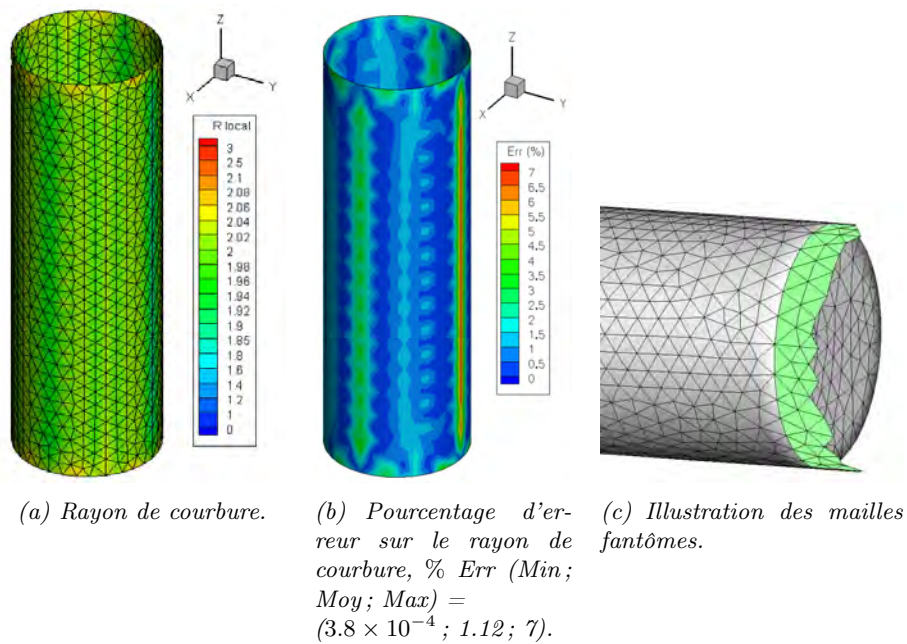 Z
X
Y
R local
3
2.5
2.1
2.08
2.06
2.04
2.02
2
1.98
1.96
1.94
1.92
1.9
1.85
1.8
1.6
1.4
1.2
1
0
Z
X
Y
Err (%)
7
6.5
6
5.5
5
4.5
4
3.5
3
2.5
2
1.5
1
0.5
0
(a) Rayon de courbure.
(b) Pourcentage d'er-
reur sur le rayon de
courbure, % Err (Min ;
Moy ; Max) =
(3.8 × 10⁻⁴ ; 1.12 ; 7).
(c) Illustration des mailles
fantômes.